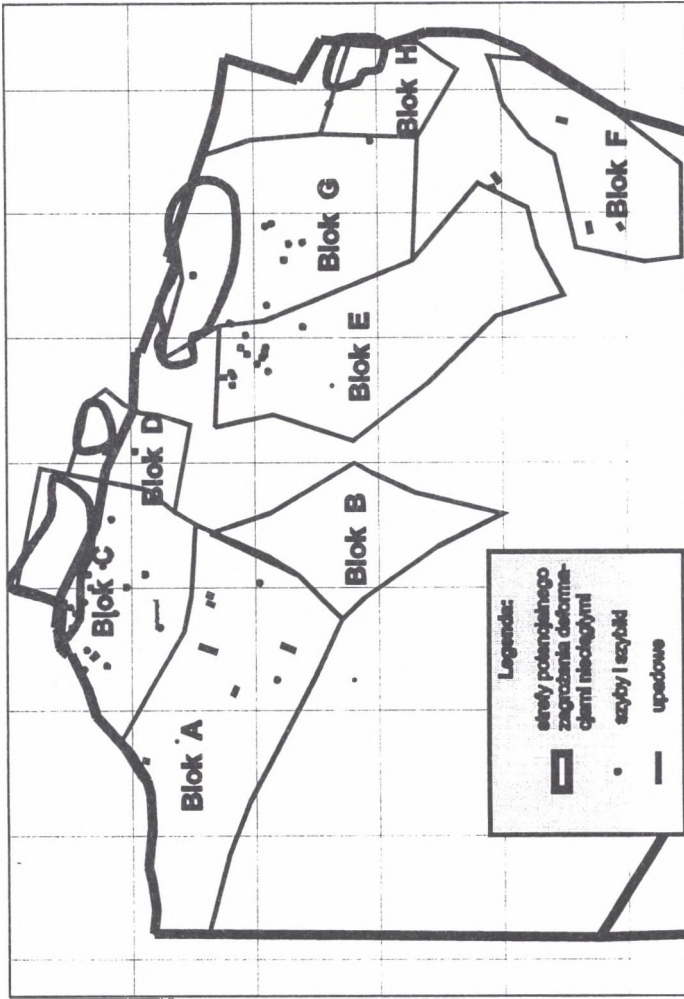 Blok A
Blok B
Blok C
Blok D
Blok E
Blok F
Blok G
Blok H
Legenda:
strefy potencjalnego
zagrożenia deforma-
cjami nieciągłymi
szyby i szybiki
upadowe